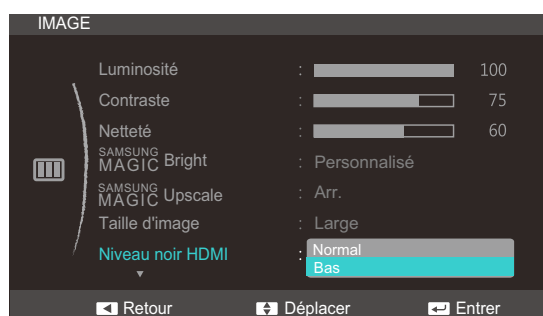 IMAGE
Luminosité : 100
Contraste : 75
Netteté : 60
SAMSUNG MAGIC Bright : Personnalisé
SAMSUNG MAGIC Upscale : Arr.
Taille d'image : Large
Niveau noir HDMI : Normal
Bas
Retour Déplacer Entrer